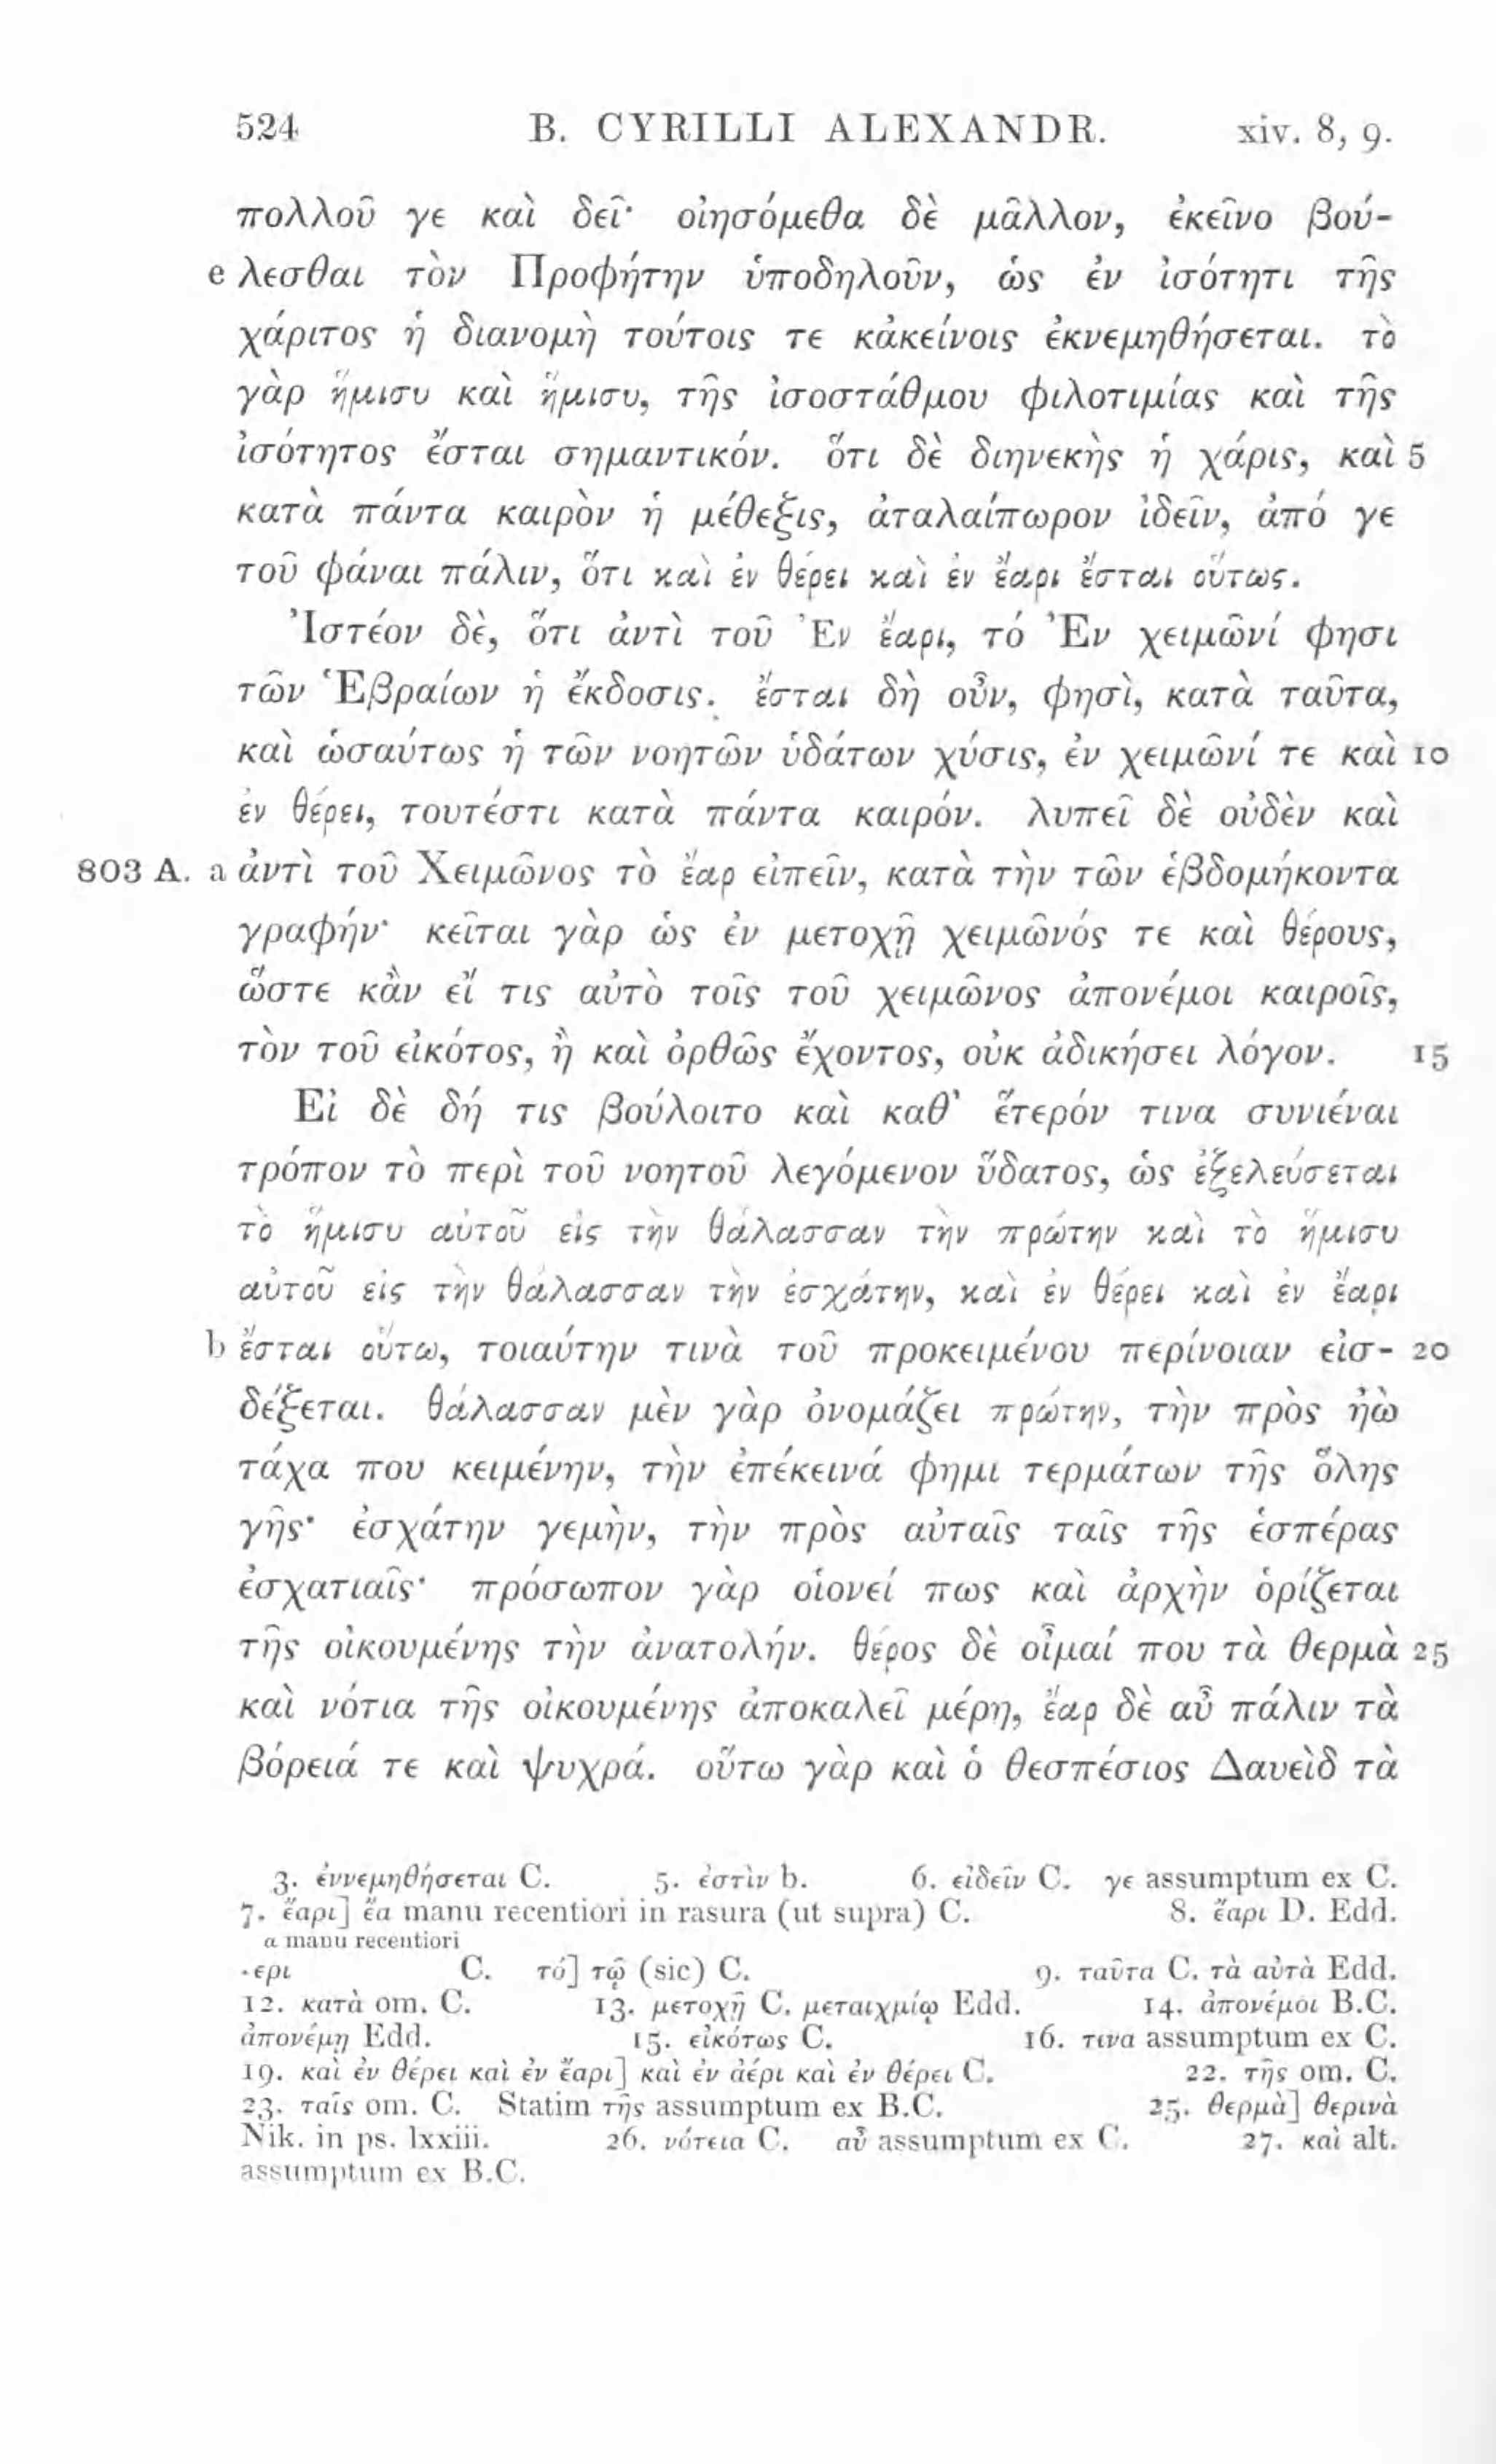 524 B. CYRILLI ALEXANDR. xiv. 8, 9.
πολλοῦ γε καὶ δεῖ· οἰησόμεθα δὲ μᾶλλον, ἐκεῖνο βού-
e λεσθαι τὸν Προφήτην ὑποδηλοῦν, ὡς ἐν ἰσότητι τῆς
χάριτος ἡ διανομὴ τούτοις τε κἀκείνοις ἐκνεμηθήσεται. τὸ
γὰρ ἥμισυ καὶ ἥμισυ, τῆς ἰσοστάθμου φιλοτιμίας καὶ τῆς
ἰσότητος ἔσται σημαντικόν. ὅτι δὲ διηνεκὴς ἡ χάρις, καὶ 5
κατὰ πάντα καιρὸν ἡ μέθεξις, ἀταλαίπωρον ἰδεῖν, ἀπό γε
τοῦ φάναι πάλιν, ὅτι καὶ ἐν θέρει καὶ ἐν ἔαρι ἔσται οὕτως.
Ἰστέον δὲ, ὅτι ἀντὶ τοῦ Ἐν ἔαρι, τό Ἐν χειμῶνί φησι
τῶν Ἑβραίων ἡ ἔκδοσις. ἔσται δὴ οὖν, φησὶ, κατὰ ταῦτα,
καὶ ὡσαύτως ἡ τῶν νοητῶν ὑδάτων χύσις, ἐν χειμῶνί τε καὶ 10
ἐν θέρει, τουτέστι κατὰ πάντα καιρόν. λυπεῖ δὲ οὐδὲν καὶ
803 A. a ἀντὶ τοῦ Χειμῶνος τὸ ἔαρ εἰπεῖν, κατὰ τὴν τῶν ἑβδομήκοντα
γραφήν· κεῖται γὰρ ὡς ἐν μετοχῇ χειμῶνός τε καὶ θέρους,
ὥστε κἂν εἴ τις αὐτὸ τοῖς τοῦ χειμῶνος ἀπονέμοι καιροῖς,
τὸν τοῦ εἰκότος, ἢ καὶ ὀρθῶς ἔχοντος, οὐκ ἀδικήσει λόγον. 15
Εἰ δὲ δή τις βούλοιτο καὶ καθ' ἕτερόν τινα συνιέναι
τρόπον τὸ περὶ τοῦ νοητοῦ λεγόμενον ὕδατος, ὡς ἐξελεύσεται
τὸ ἥμισυ αὐτοῦ εἰς τὴν θάλασσαν τὴν πρώτην καὶ τὸ ἥμισυ
αὐτοῦ εἰς τὴν θάλασσαν τὴν ἐσχάτην, καὶ ἐν θέρει καὶ ἐν ἔαρι
b ἔσται οὕτω, τοιαύτην τινὰ τοῦ προκειμένου περίνοιαν εἰσ- 20
δέξεται. θάλασσαν μὲν γὰρ ὀνομάζει πρώτην, τὴν πρὸς ἠὼ
τάχα που κειμένην, τὴν ἐπέκεινά φημι τερμάτων τῆς ὅλης
γῆς· ἐσχάτην γεμὴν, τὴν πρὸς αὐταῖς ταῖς τῆς ἑσπέρας
ἐσχατιαῖς· πρόσωπον γὰρ οἱονεί πως καὶ ἀρχὴν ὁρίζεται
τῆς οἰκουμένης τὴν ἀνατολήν. θέρος δὲ οἶμαί που τὰ θερμὰ 25
καὶ νότια τῆς οἰκουμένης ἀποκαλεῖ μέρη, ἔαρ δὲ αὖ πάλιν τὰ
βόρειά τε καὶ ψυχρά. οὕτω γὰρ καὶ ὁ θεσπέσιος Δαυεὶδ τὰ
3. ἐννεμηθήσεται C. 5. ἐστὶν b. 6. εἰδεῖν C. γε assumptum ex C.
7. ἔαρι] ἔα manu recentiori in rasura (ut supra) C. 8. ἔαρι D. Edd.
α manu recentiori
·ερι C. τό] τῷ (sic) C. 9. ταῦτα C. τὰ αὐτὰ Edd.
12. κατὰ om. C. 13. μετοχῇ C. μεταιχμίῳ Edd. 14. ἀπονέμοι B.C.
ἀπονέμῃ Edd. 15. εἰκότως C. 16. τινα assumptum ex C.
19. καὶ ἐν θέρει καὶ ἐν ἔαρι] καὶ ἐν ἀέρι καὶ ἐν θέρει C. 22. τῆς om. C.
23. ταῖς om. C. Statim τῆς assumptum ex B.C. 25. θερμὰ] θερινὰ
Nik. in ps. lxxiii. 26. νότεια C. αὖ assumptum ex C. 27. καὶ alt.
assumptum ex B.C.